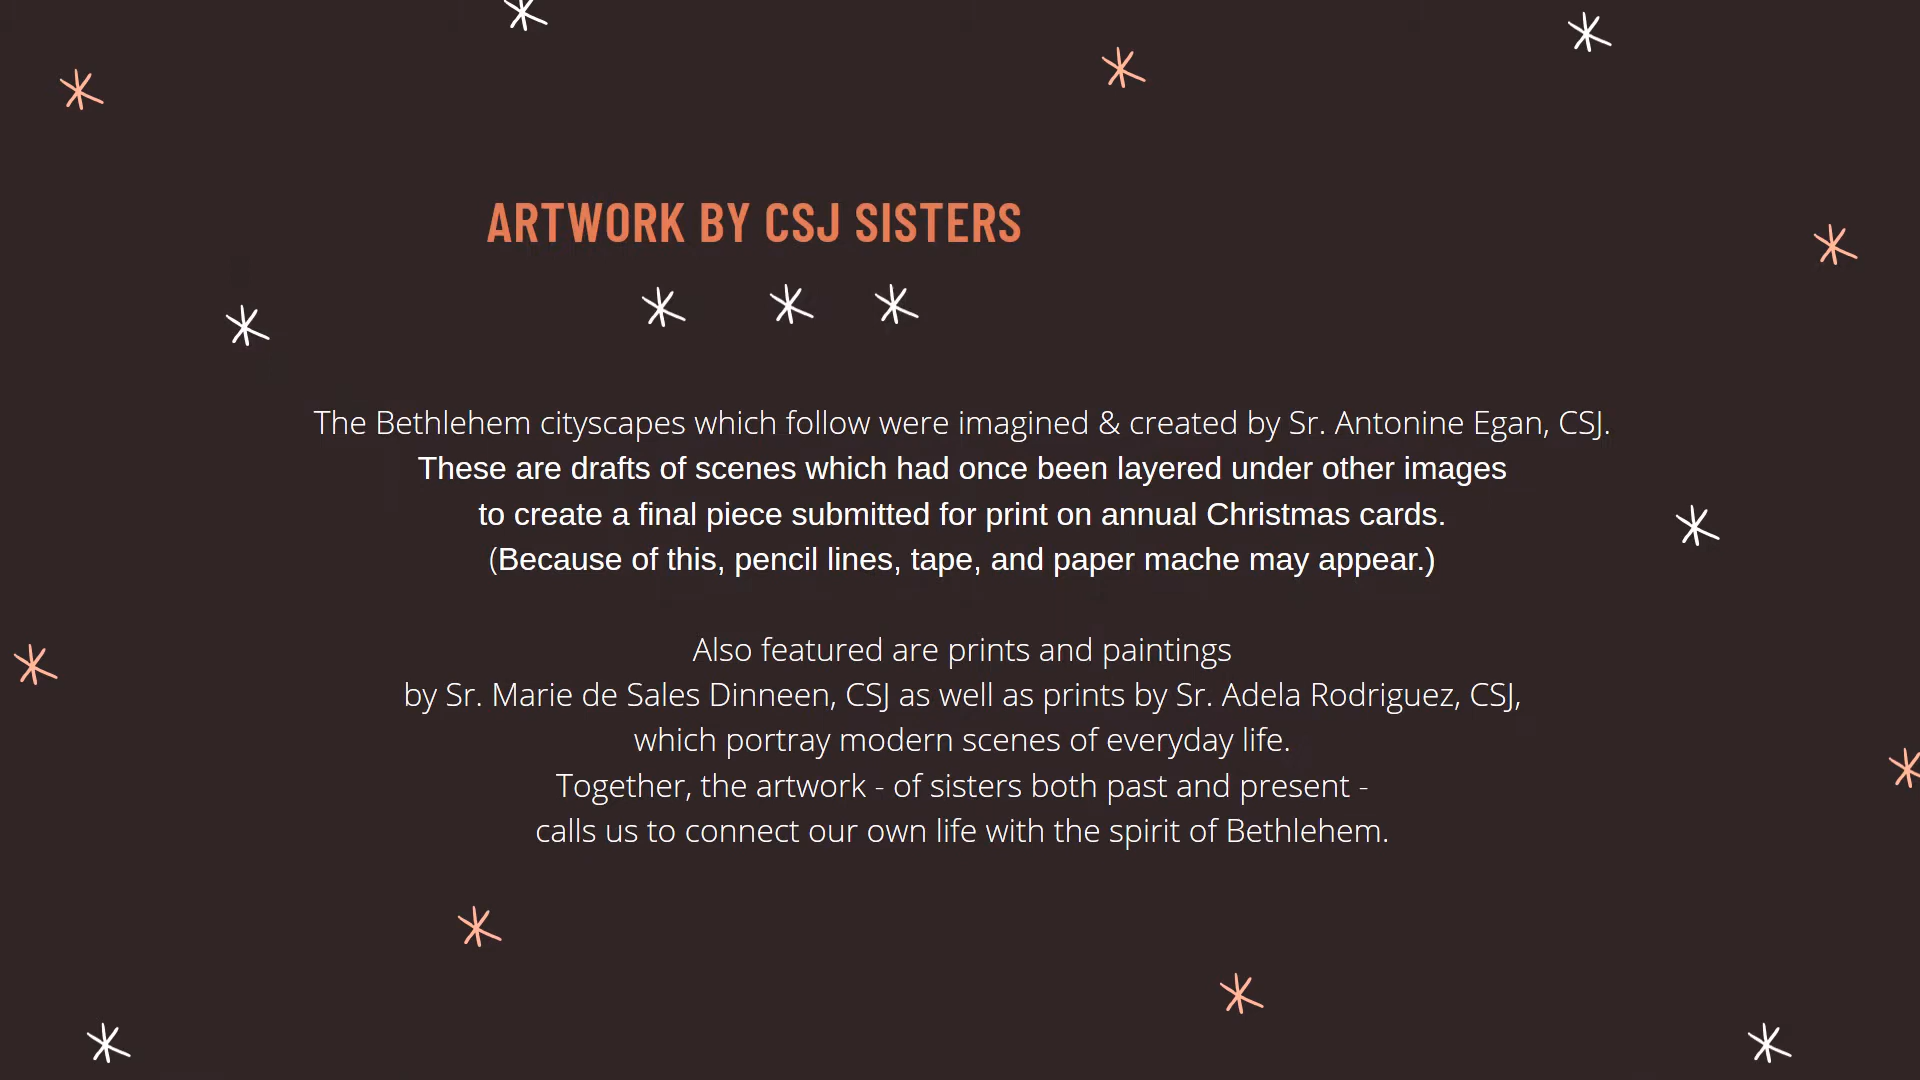 ARTWORK BY CSJ SISTERS
The Bethlehem cityscapes which follow were imagined & created by Sr. Antonine Egan, CSJ.
These are drafts of scenes which had once been layered under other images
to create a final piece submitted for print on annual Christmas cards.
(Because of this, pencil lines, tape, and paper mache may appear.)
Also featured are prints and paintings
by Sr. Marie de Sales Dinneen, CSJ as well as prints by Sr. Adela Rodriguez, CSJ,
which portray modern scenes of everyday life.
Together, the artwork - of sisters both past and present -
calls us to connect our own life with the spirit of Bethlehem.